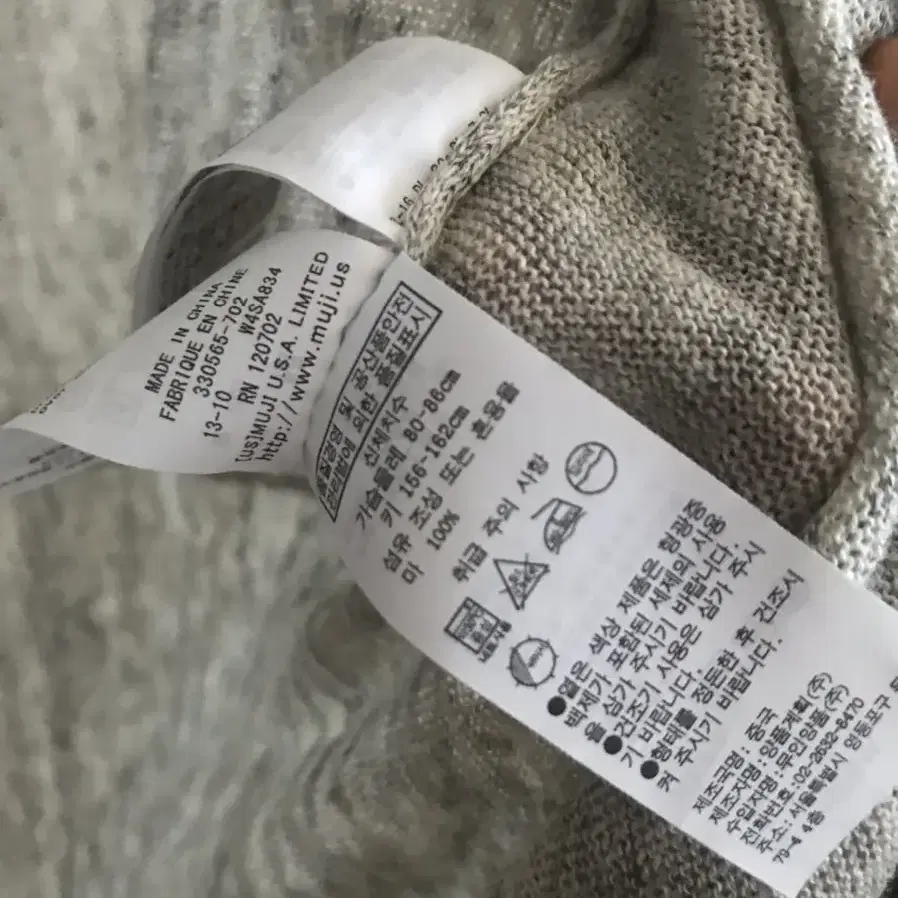 MADE IN CHINA
FABRIQUE EN CHINE
330565-702
W4SA834
13-10 RN 120702
[US]MUJI U.S.A. LIMITED
http://www.muji.us
품질경영 및 공산품안전
관리법에 의한 품질표시
신체치수
가슴둘레 80-86cm
키 156-162cm
섬유 조성 또는 혼용율
마 100%
취급 주의 사항
●옅은 색상 제품은 형광증
백제가 포함된 세제의 사용
을 삼가 주시기 바랍니다.
●건조기 사용은 삼가 주시
기 바랍니다.
●형태를 정돈한 후 건조시
켜 주시기 바랍니다.
제조국명: 중국
제조자명: 양품계획(주)
수입자명: 무인양품(주)
전화번호: 02-2632-9470
주소: 서울특별시 영등포구
79-4 4층